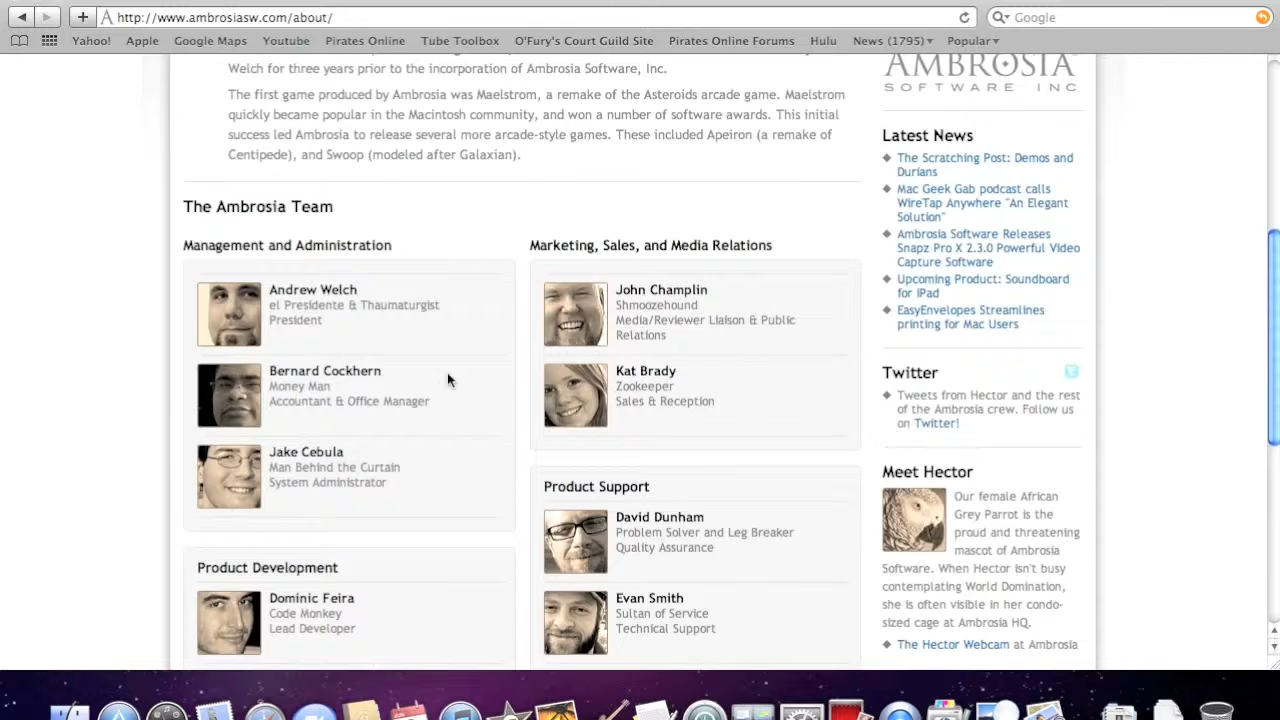 http://www.ambrosiasw.com/about/
Google
Yahoo! Apple Google Maps Youtube Pirates Online Tube Toolbox O'Fury's Court Guild Site Pirates Online Forums Hulu News (1795) Popular
Welch for three years prior to the incorporation of Ambrosia Software, Inc.
The first game produced by Ambrosia was Maelstrom, a remake of the Asteroids arcade game. Maelstrom
quickly became popular in the Macintosh community, and won a number of software awards. This initial
success led Ambrosia to release several more arcade-style games. These included Apeiron (a remake of
Centipede), and Swoop (modeled after Galaxian).
The Ambrosia Team
Management and Administration
Andrew Welch
el Presidente & Thaumaturgist
President
Bernard Cockhern
Money Man
Accountant & Office Manager
Jake Cebula
Man Behind the Curtain
System Administrator
Product Development
Dominic Feira
Code Monkey
Lead Developer
Marketing, Sales, and Media Relations
John Champlin
Shmoozehound
Media/Reviewer Liaison & Public
Relations
Kat Brady
Zookeeper
Sales & Reception
Product Support
David Dunham
Problem Solver and Leg Breaker
Quality Assurance
Evan Smith
Sultan of Service
Technical Support
AMBROSIA
SOFTWARE INC
Latest News
The Scratching Post: Demos and
Durians
Mac Geek Gab podcast calls
WireTap Anywhere "An Elegant
Solution"
Ambrosia Software Releases
Snapz Pro X 2.3.0 Powerful Video
Capture Software
Upcoming Product: Soundboard
for iPad
EasyEnvelopes Streamlines
printing for Mac Users
Twitter
Tweets from Hector and the rest
of the Ambrosia crew. Follow us
on Twitter!
Meet Hector
Our female African
Grey Parrot is the
proud and threatening
mascot of Ambrosia
Software. When Hector isn't busy
contemplating World Domination,
she is often visible in her condo-
sized cage at Ambrosia HQ.
The Hector Webcam at Ambrosia